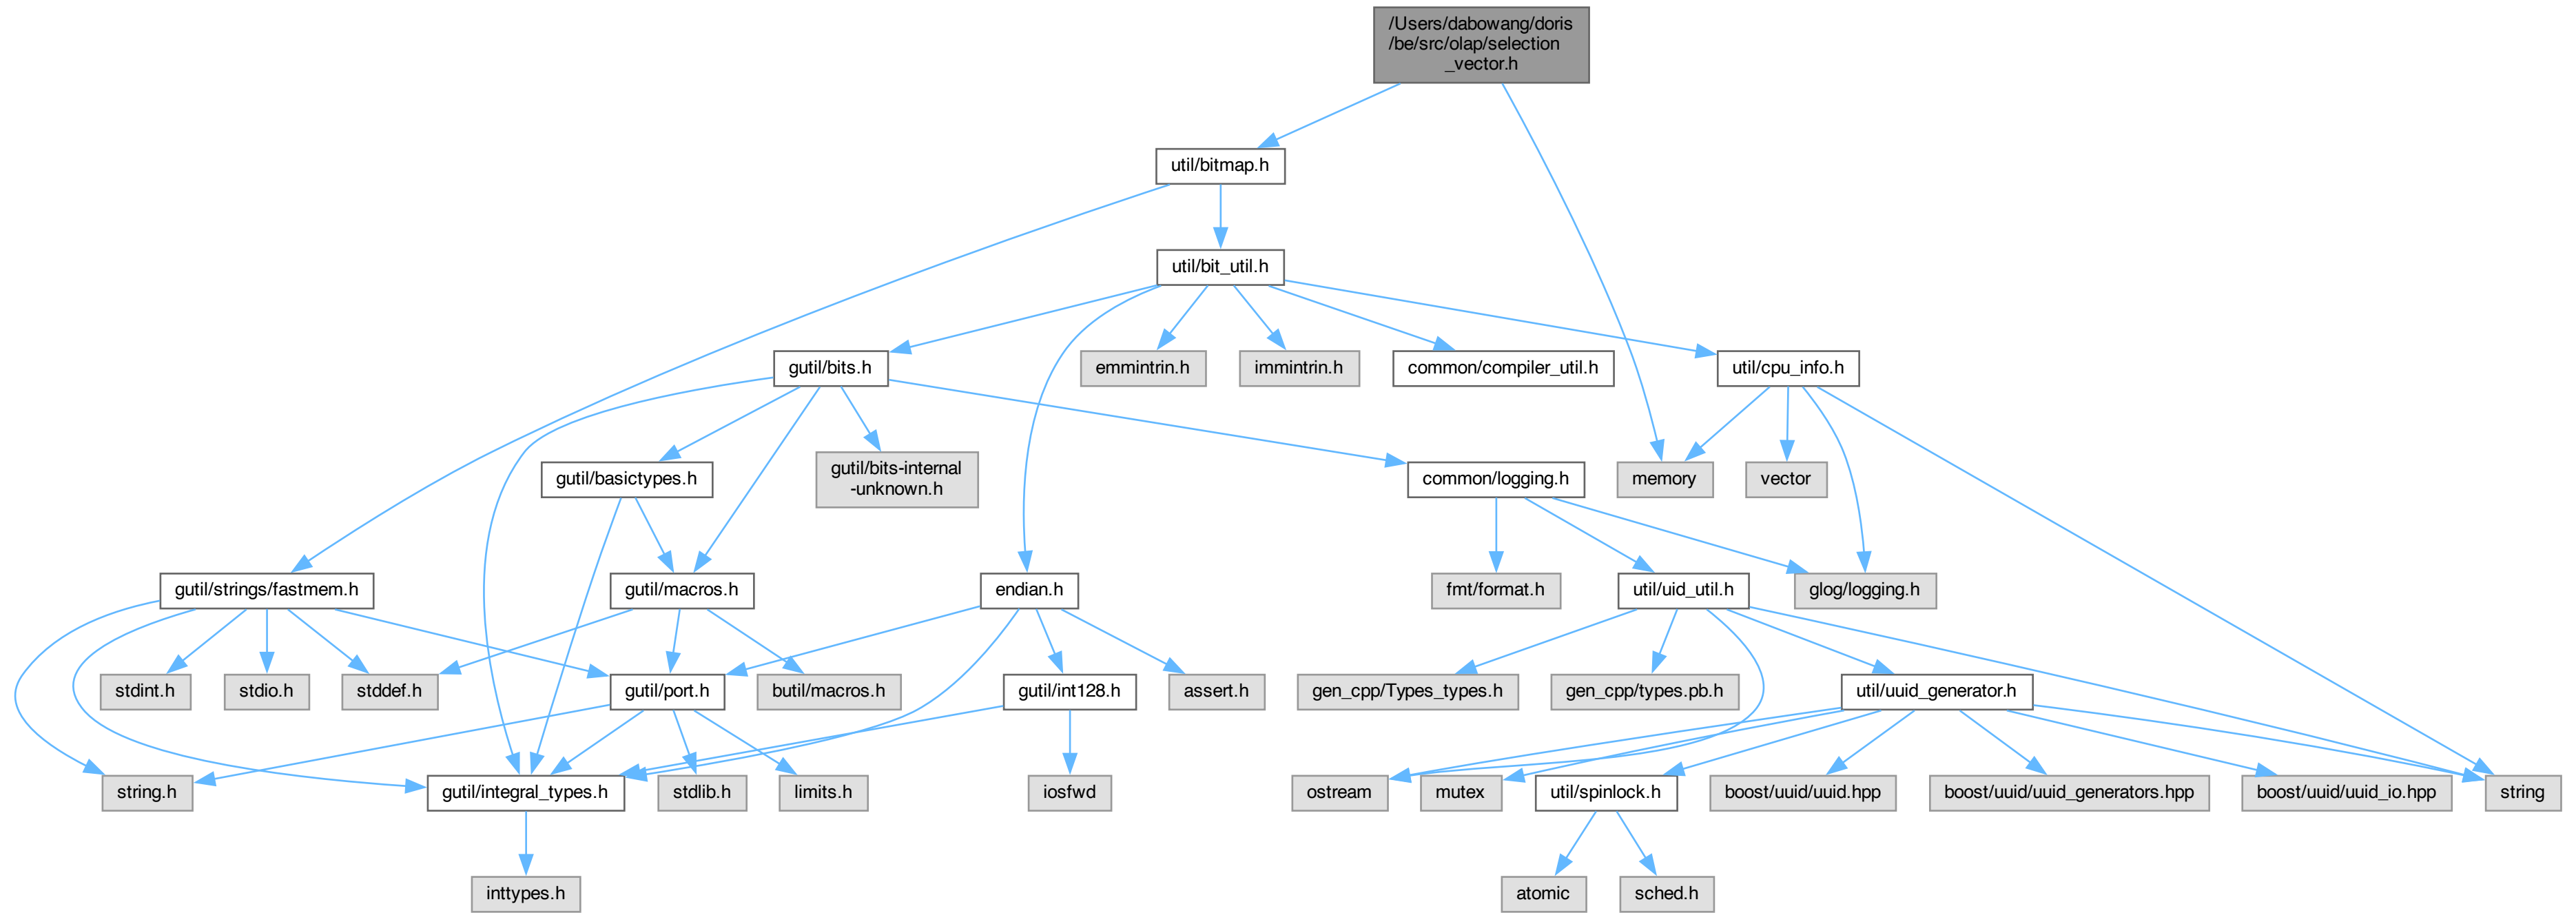 /Users/dabowang/doris
/be/src/olap/selection
_vector.h
util/bitmap.h
util/bit_util.h
gutil/bits.h
emmintrin.h
immintrin.h
common/compiler_util.h
util/cpu_info.h
gutil/basictypes.h
gutil/bits-internal
-unknown.h
common/logging.h
memory
vector
gutil/strings/fastmem.h
gutil/macros.h
endian.h
fmt/format.h
util/uid_util.h
glog/logging.h
stdint.h
stdio.h
stddef.h
gutil/port.h
butil/macros.h
gutil/int128.h
assert.h
gen_cpp/Types_types.h
gen_cpp/types.pb.h
util/uuid_generator.h
string.h
gutil/integral_types.h
stdlib.h
limits.h
iosfwd
ostream
mutex
util/spinlock.h
boost/uuid/uuid.hpp
boost/uuid/uuid_generators.hpp
boost/uuid/uuid_io.hpp
string
inttypes.h
atomic
sched.h